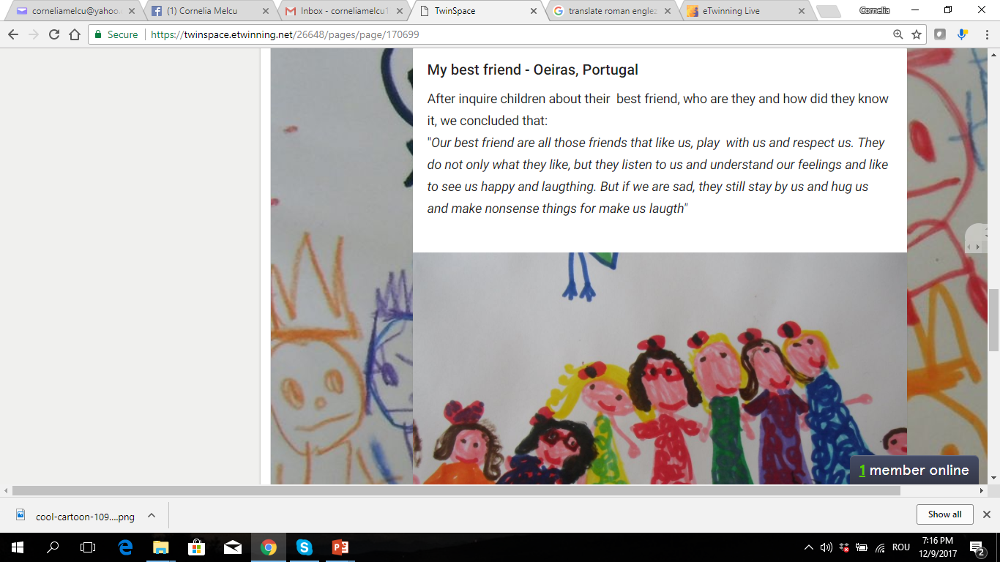 corneliamelcu@yahoo.c
(1) Cornelia Melcu
Inbox - corneliamelcu1
TwinSpace
translate roman englez
eTwinning Live
Cornelia
Secure
https://twinspace.etwinning.net/26648/pages/page/170699
My best friend - Oeiras, Portugal
After inquire children about their best friend, who are they and how did they know
it, we concluded that:
"Our best friend are all those friends that like us, play with us and respect us. They
do not only what they like, but they listen to us and understand our feelings and like
to see us happy and laugthing. But if we are sad, they still stay by us and hug us
and make nonsense things for make us laugth"
1 member online
cool-cartoon-109....png
Show all
ROU
7:16 PM
12/9/2017
2